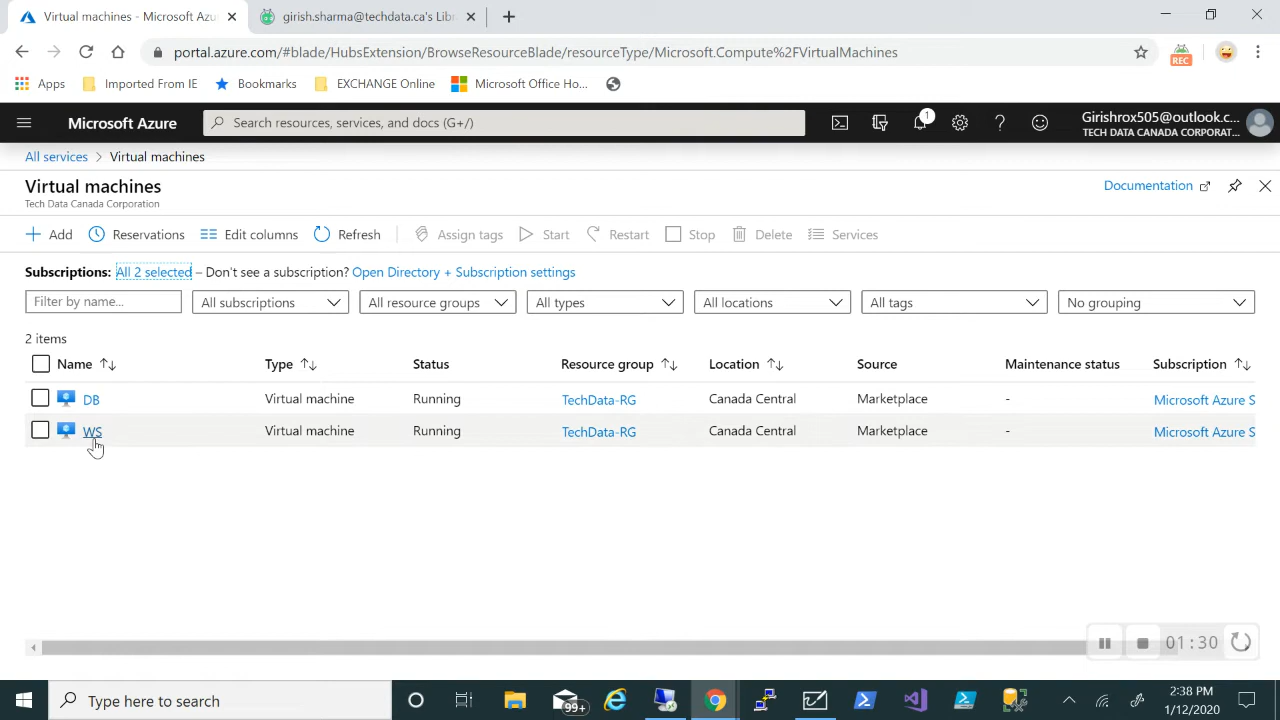 Virtual machines - Microsoft Azu
girish.sharma@techdata.ca's Libr
portal.azure.com/#blade/HubsExtension/BrowseResourceBlade/resourceType/Microsoft.Compute%2FVirtualMachines
REC
Apps Imported From IE Bookmarks EXCHANGE Online Microsoft Office Ho...
Microsoft Azure Search resources, services, and docs (G+/) 1 Girishrox505@outlook.c...
TECH DATA CANADA CORPORAT...
All services > Virtual machines
Virtual machines Documentation
Tech Data Canada Corporation
Add Reservations Edit columns Refresh Assign tags Start Restart Stop Delete Services
Subscriptions: All 2 selected – Don't see a subscription? Open Directory + Subscription settings
Filter by name... All subscriptions All resource groups All types All locations All tags No grouping
2 items
Name Type Status Resource group Location Source Maintenance status Subscription
DB Virtual machine Running TechData-RG Canada Central Marketplace - Microsoft Azure S
WS Virtual machine Running TechData-RG Canada Central Marketplace - Microsoft Azure S
01:30
Type here to search 99+ 2:38 PM
1/12/2020